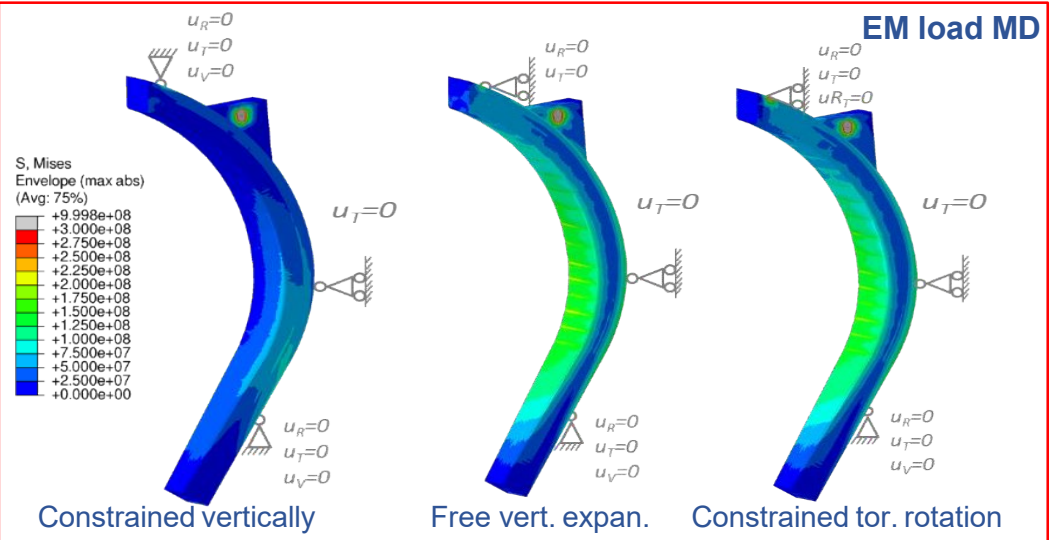 EM load MD
u_R=0
u_T=0
u_V=0
u_R=0
u_T=0
u_R=0
u_T=0
uR_T=0
S, Mises
Envelope (max abs)
(Avg: 75%)
+9.998e+08
+3.000e+08
+2.750e+08
+2.500e+08
+2.250e+08
+2.000e+08
+1.750e+08
+1.500e+08
+1.250e+08
+1.000e+08
+7.500e+07
+5.000e+07
+2.500e+07
+0.000e+00
u_T=0
u_T=0
u_T=0
u_R=0
u_T=0
u_V=0
u_R=0
u_T=0
u_V=0
u_R=0
u_T=0
u_V=0
Constrained vertically
Free vert. expan.
Constrained tor. rotation